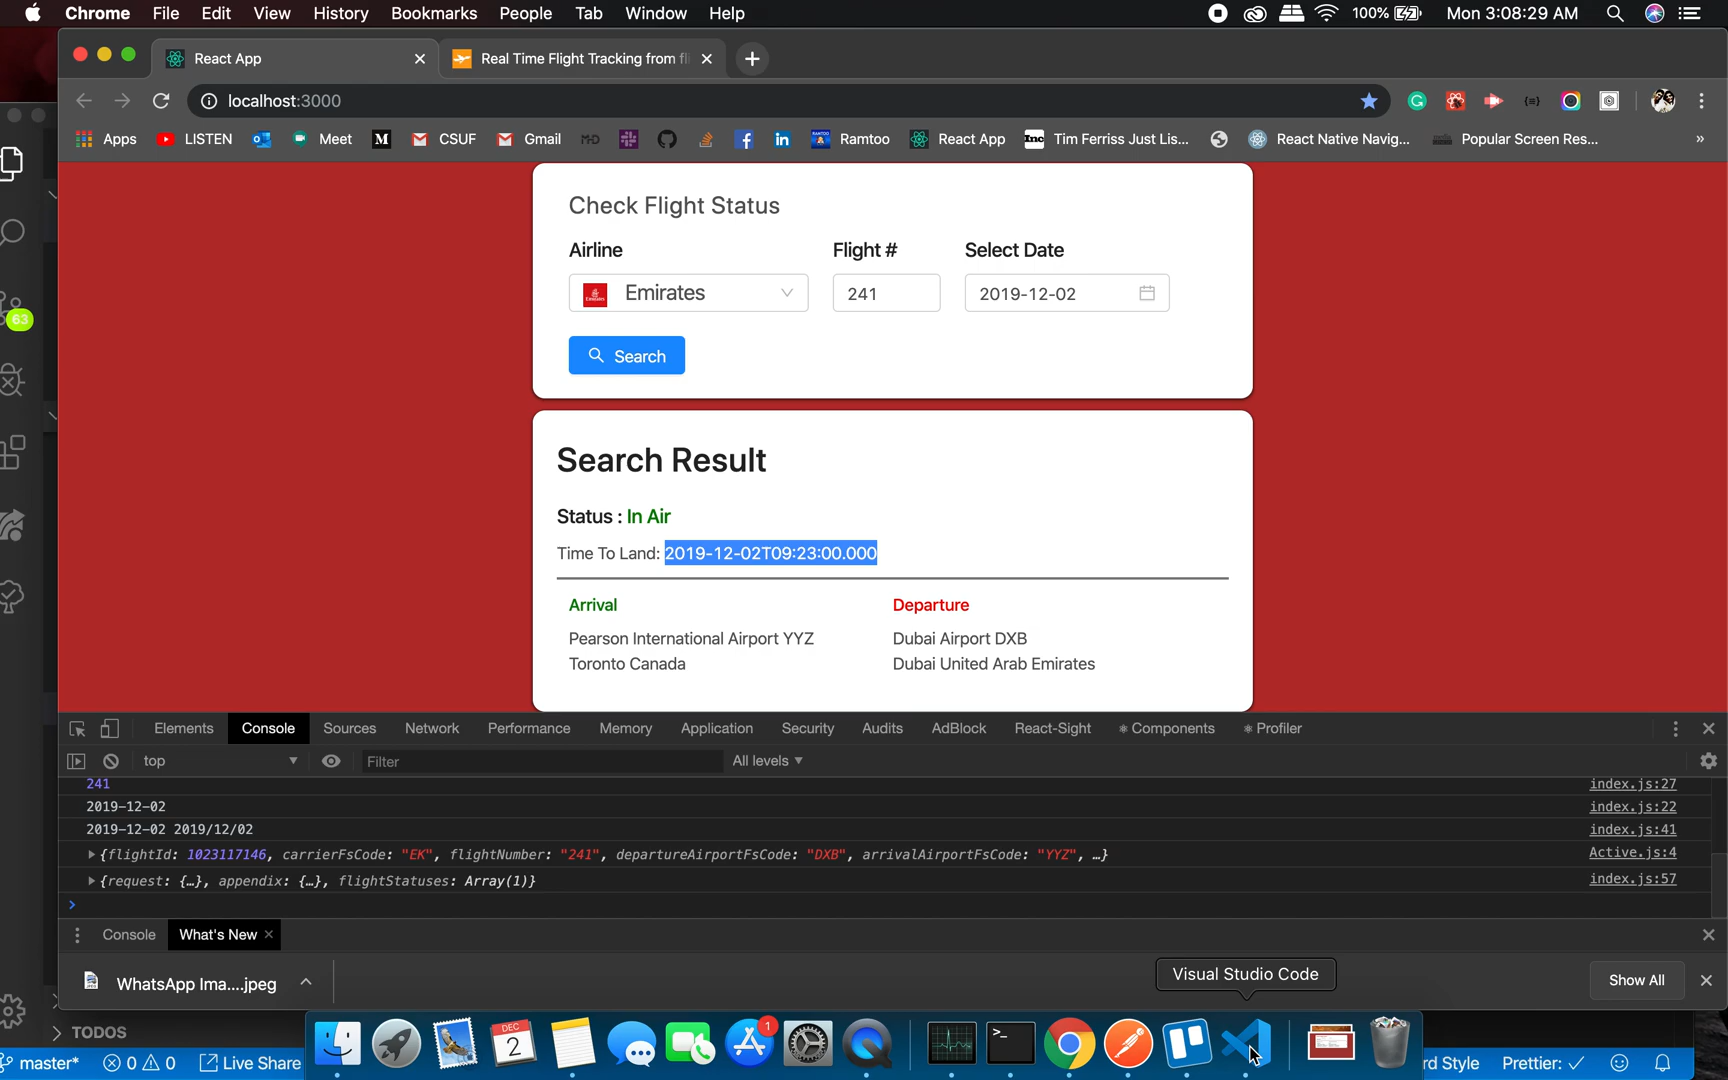 Chrome File Edit View History Bookmarks People Tab Window Help 100% Mon 3:08:29 AM
React App Real Time Flight Tracking from fl
localhost:3000
Apps LISTEN Meet M CSUF Gmail M-D Ramtoo React App Inc Tim Ferriss Just Lis... React Native Navig... Popular Screen Res... »
63
Check Flight Status
Airline Flight # Select Date
Emirates 241 2019-12-02
Search
Search Result
Status : In Air
Time To Land: 2019-12-02T09:23:00.000
Arrival Departure
Pearson International Airport YYZ Dubai Airport DXB
Toronto Canada Dubai United Arab Emirates
Elements Console Sources Network Performance Memory Application Security Audits AdBlock React-Sight Components Profiler
top Filter All levels
241 index.js:27
2019-12-02 index.js:22
2019-12-02 2019/12/02 index.js:41
{flightId: 1023117146, carrierFsCode: "EK", flightNumber: "241", departureAirportFsCode: "DXB", arrivalAirportFsCode: "YYZ", …} Active.js:4
{request: {…}, appendix: {…}, flightStatuses: Array(1)} index.js:57
Console What's New
WhatsApp Ima....jpeg Visual Studio Code Show All
TODOS
DEC
2
1
master* 0 0 Live Share rd Style Prettier: ✓